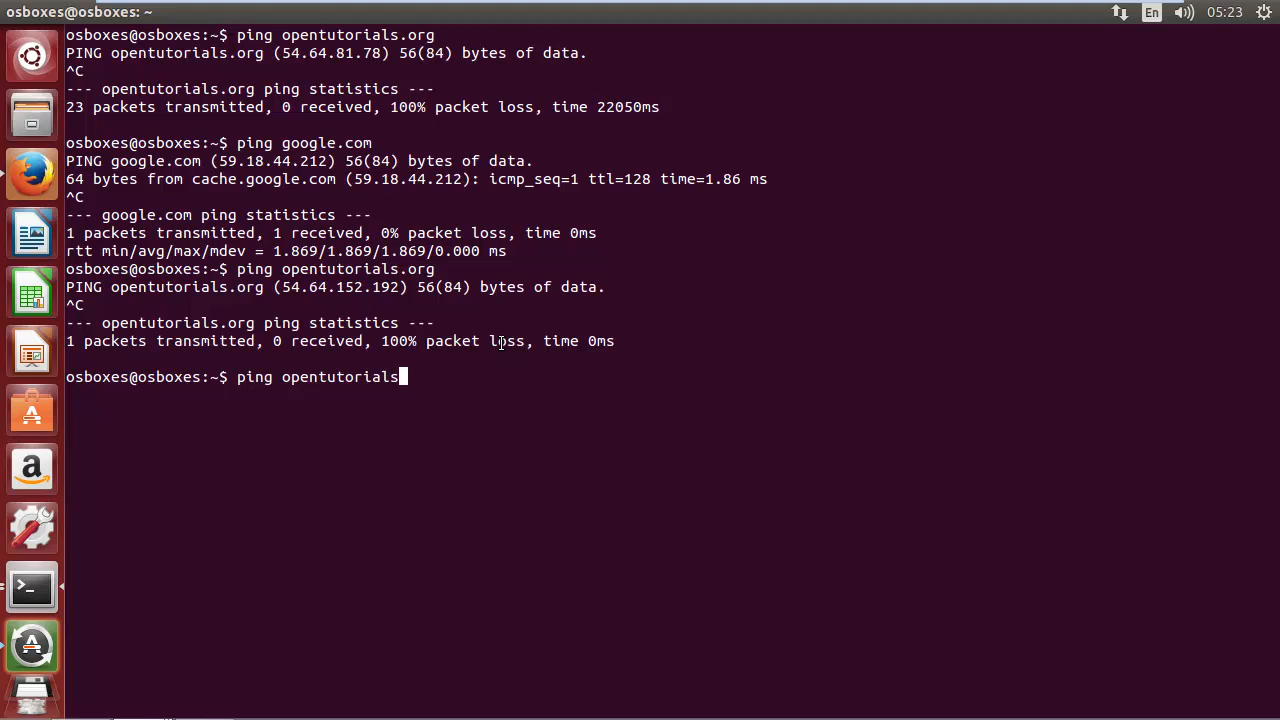 osboxes@osboxes: ~
En
05:23
osboxes@osboxes:~$ ping opentutorials.org
PING opentutorials.org (54.64.81.78) 56(84) bytes of data.
^C
--- opentutorials.org ping statistics ---
23 packets transmitted, 0 received, 100% packet loss, time 22050ms
osboxes@osboxes:~$ ping google.com
PING google.com (59.18.44.212) 56(84) bytes of data.
64 bytes from cache.google.com (59.18.44.212): icmp_seq=1 ttl=128 time=1.86 ms
^C
--- google.com ping statistics ---
1 packets transmitted, 1 received, 0% packet loss, time 0ms
rtt min/avg/max/mdev = 1.869/1.869/1.869/0.000 ms
osboxes@osboxes:~$ ping opentutorials.org
PING opentutorials.org (54.64.152.192) 56(84) bytes of data.
^C
--- opentutorials.org ping statistics ---
1 packets transmitted, 0 received, 100% packet loss, time 0ms
osboxes@osboxes:~$ ping opentutorials